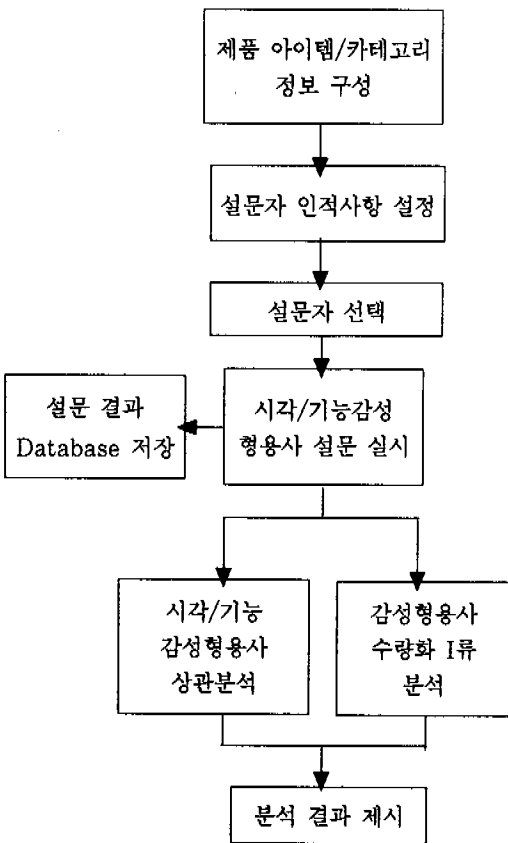 제품 아이템/카테고리
정보 구성
설문자 인적사항 설정
설문자 선택
설문 결과
Database 저장
시각/기능감성
형용사 설문 실시
시각/기능
감성형용사
상관분석
감성형용사
수량화 I류
분석
분석 결과 제시